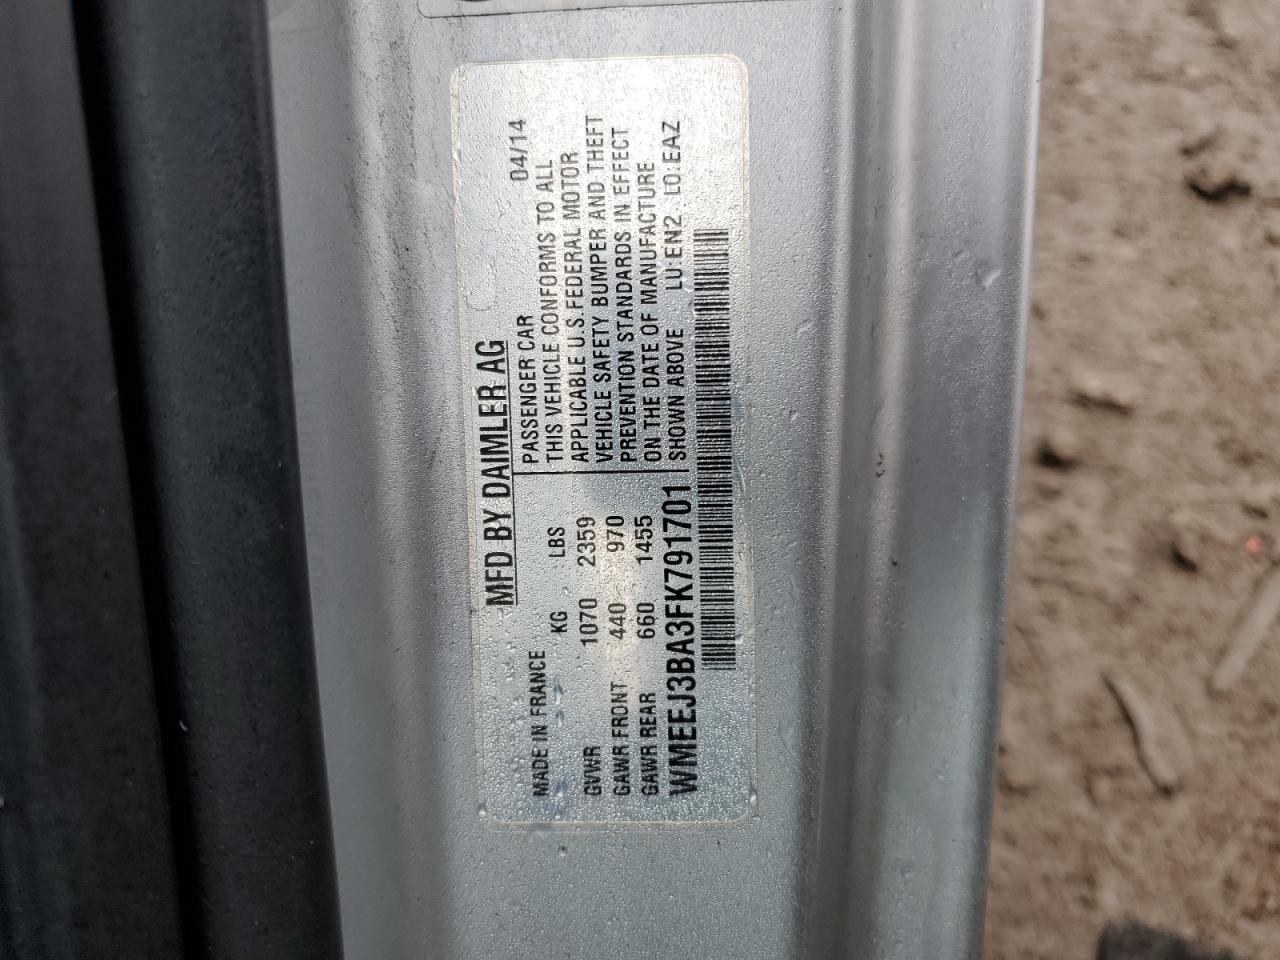 MFD BY DAIMLER AG
MADE IN FRANCE
KG LBS
GVWR 1070 2359
GAWR FRONT 440 970
GAWR REAR 660 1455
PASSENGER CAR 04/14
THIS VEHICLE CONFORMS TO ALL
APPLICABLE U.S. FEDERAL MOTOR
VEHICLE SAFETY BUMPER AND THEFT
PREVENTION STANDARDS IN EFFECT
ON THE DATE OF MANUFACTURE
SHOWN ABOVE LU:EN2 LO:EAZ
WMEEJ3BA3FK791701